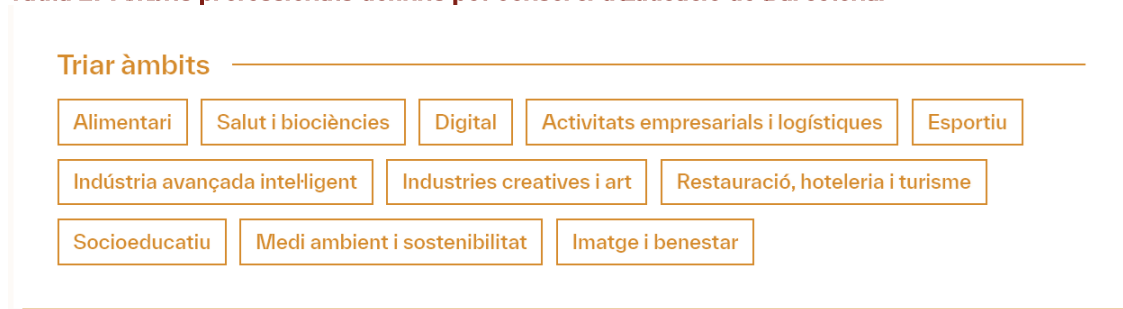 Triar àmbits
Alimentari Salut i biociències Digital Activitats empresarials i logístiques Esportiu
Indústria avançada intel·ligent Industries creatives i art Restauració, hoteleria i turisme
Socioeducatiu Medi ambient i sostenibilitat Imatge i benestar